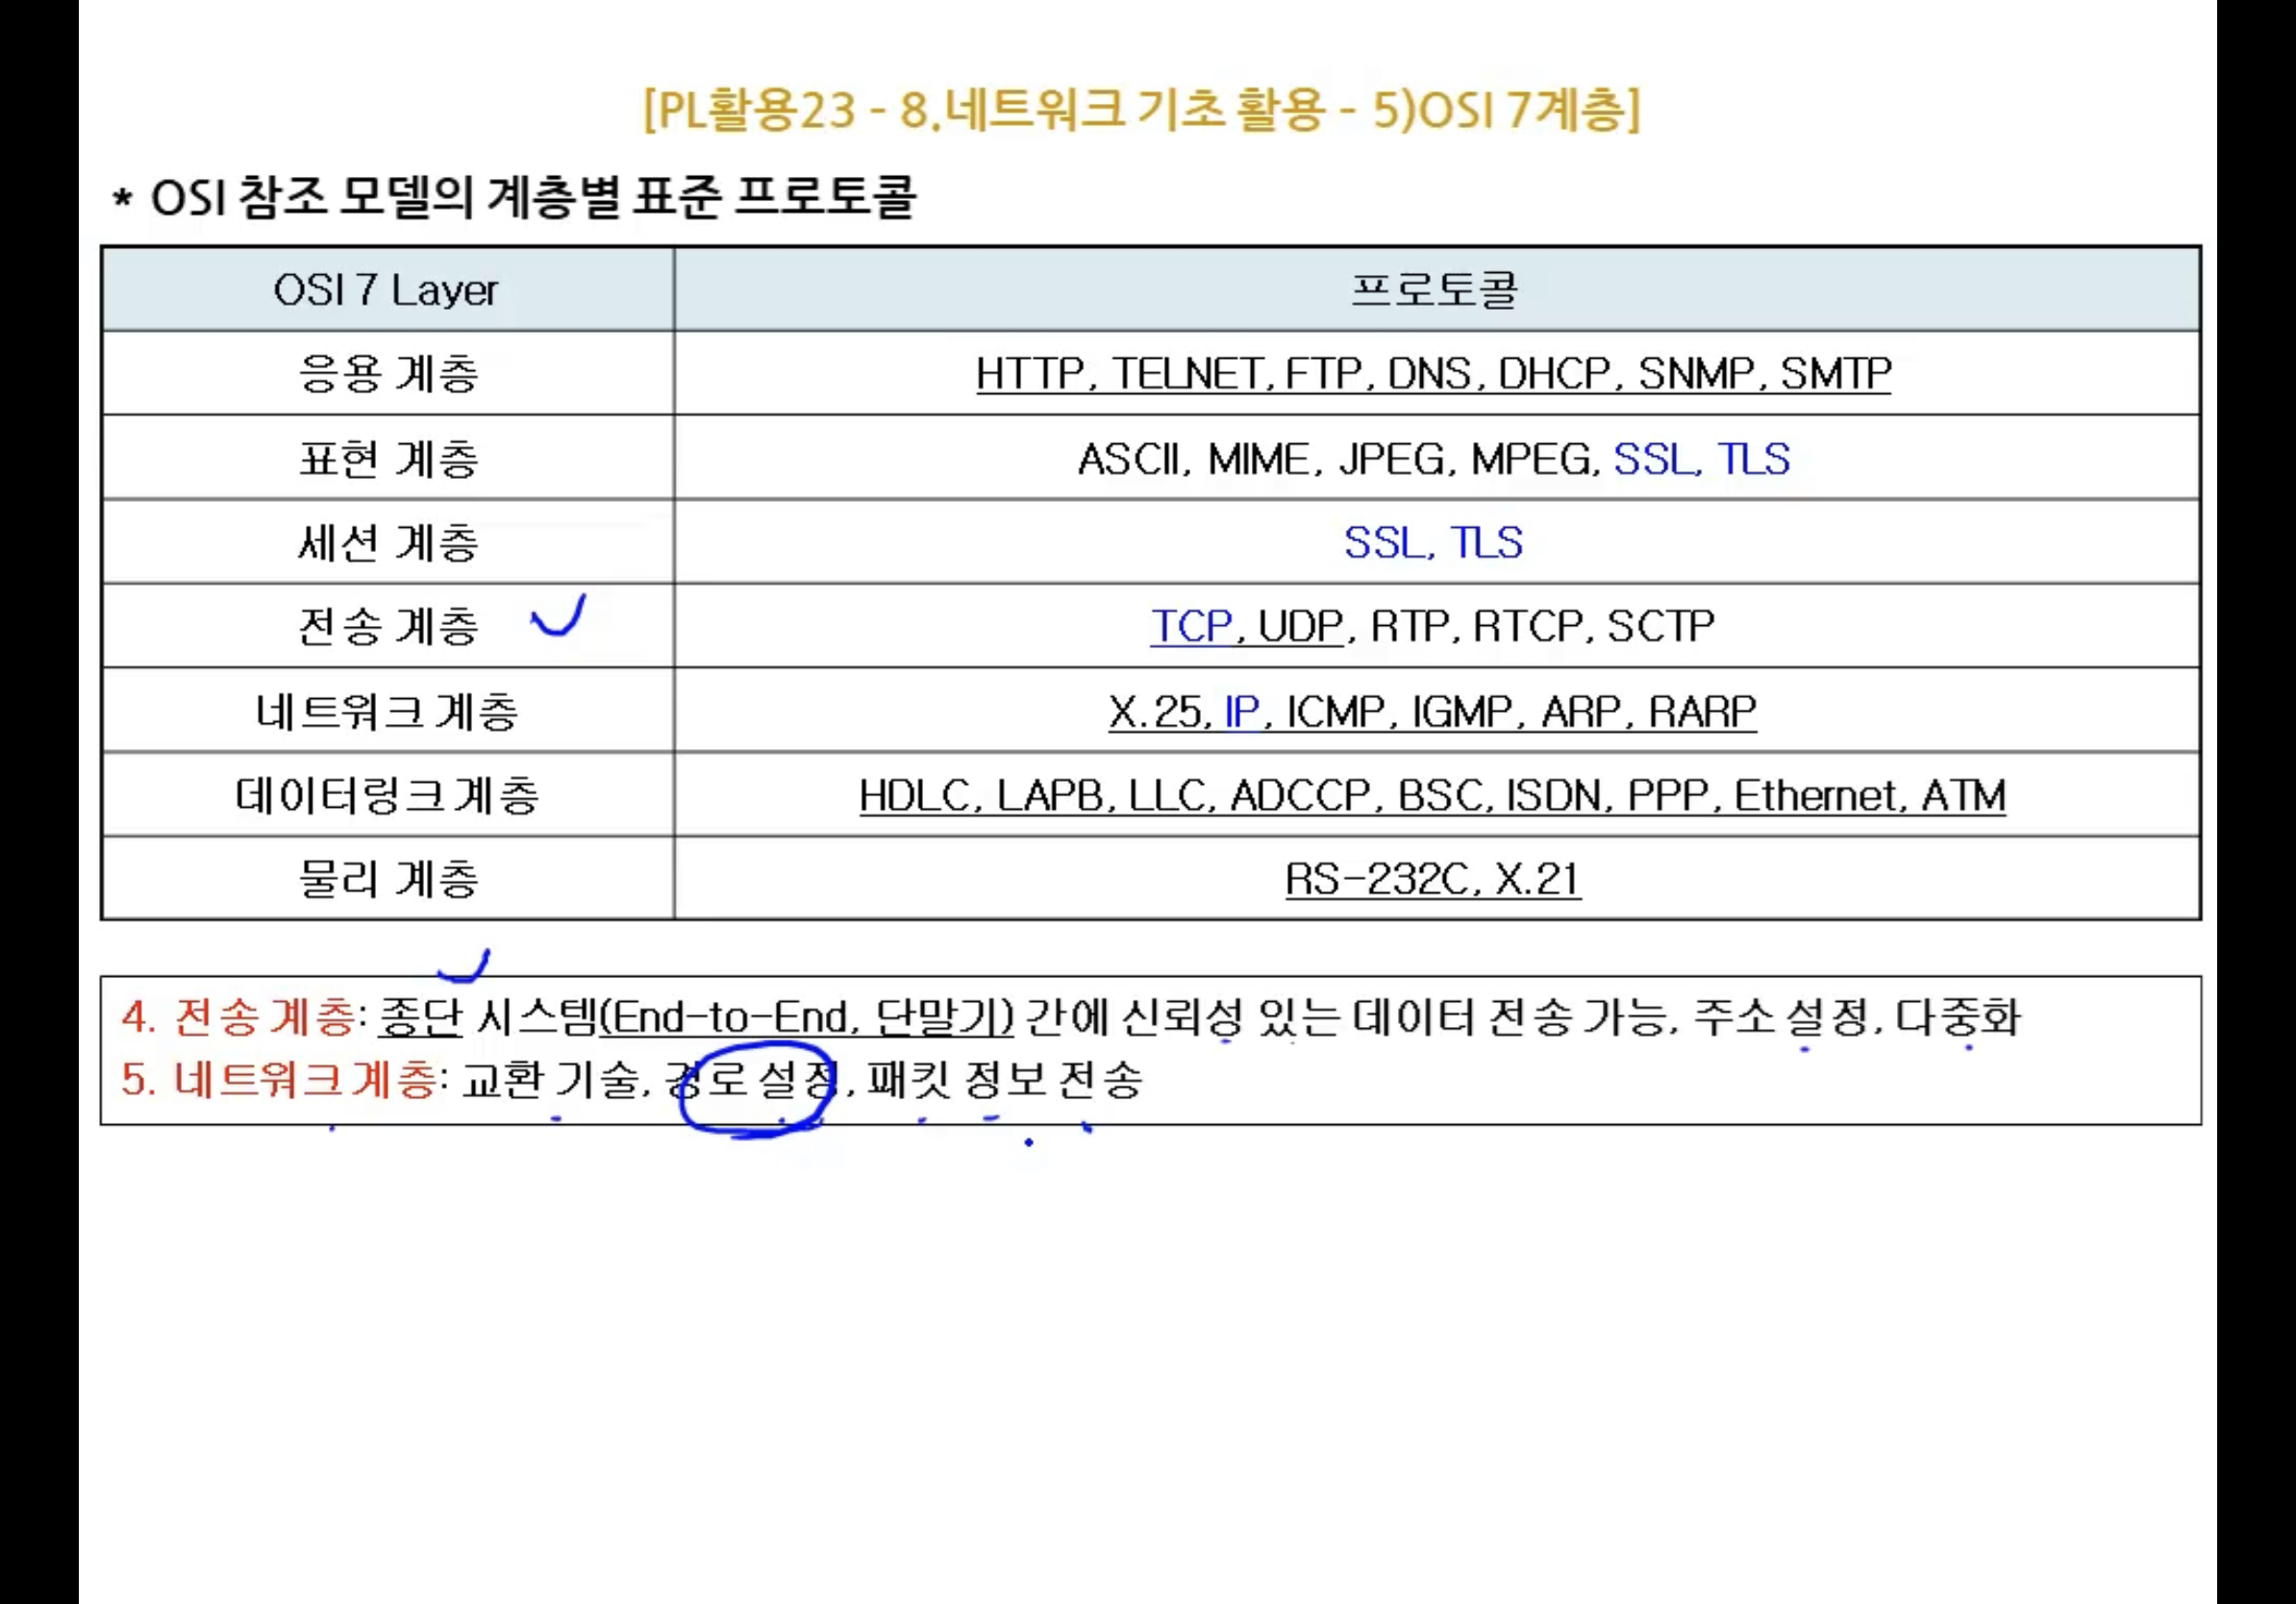 [PL활용23 - 8.네트워크 기초 활용 - 5)OSI 7계층]
* OSI 참조 모델의 계층별 표준 프로토콜
OSI 7 Layer 프로토콜
응용 계층 HTTP, TELNET, FTP, DNS, DHCP, SNMP, SMTP
표현 계층 ASCII, MIME, JPEG, MPEG, SSL, TLS
세션 계층 SSL, TLS
전송 계층 TCP, UDP, RTP, RTCP, SCTP
네트워크 계층 X.25, IP, ICMP, IGMP, ARP, RARP
데이터링크 계층 HDLC, LAPB, LLC, ADCCP, BSC, ISDN, PPP, Ethernet, ATM
물리 계층 RS-232C, X.21
4. 전송 계층: 종단 시스템(End-to-End, 단말기) 간에 신뢰성 있는 데이터 전송 가능, 주소 설정, 다중화
5. 네트워크 계층: 교환 기술, 경로 설정, 패킷 정보 전송